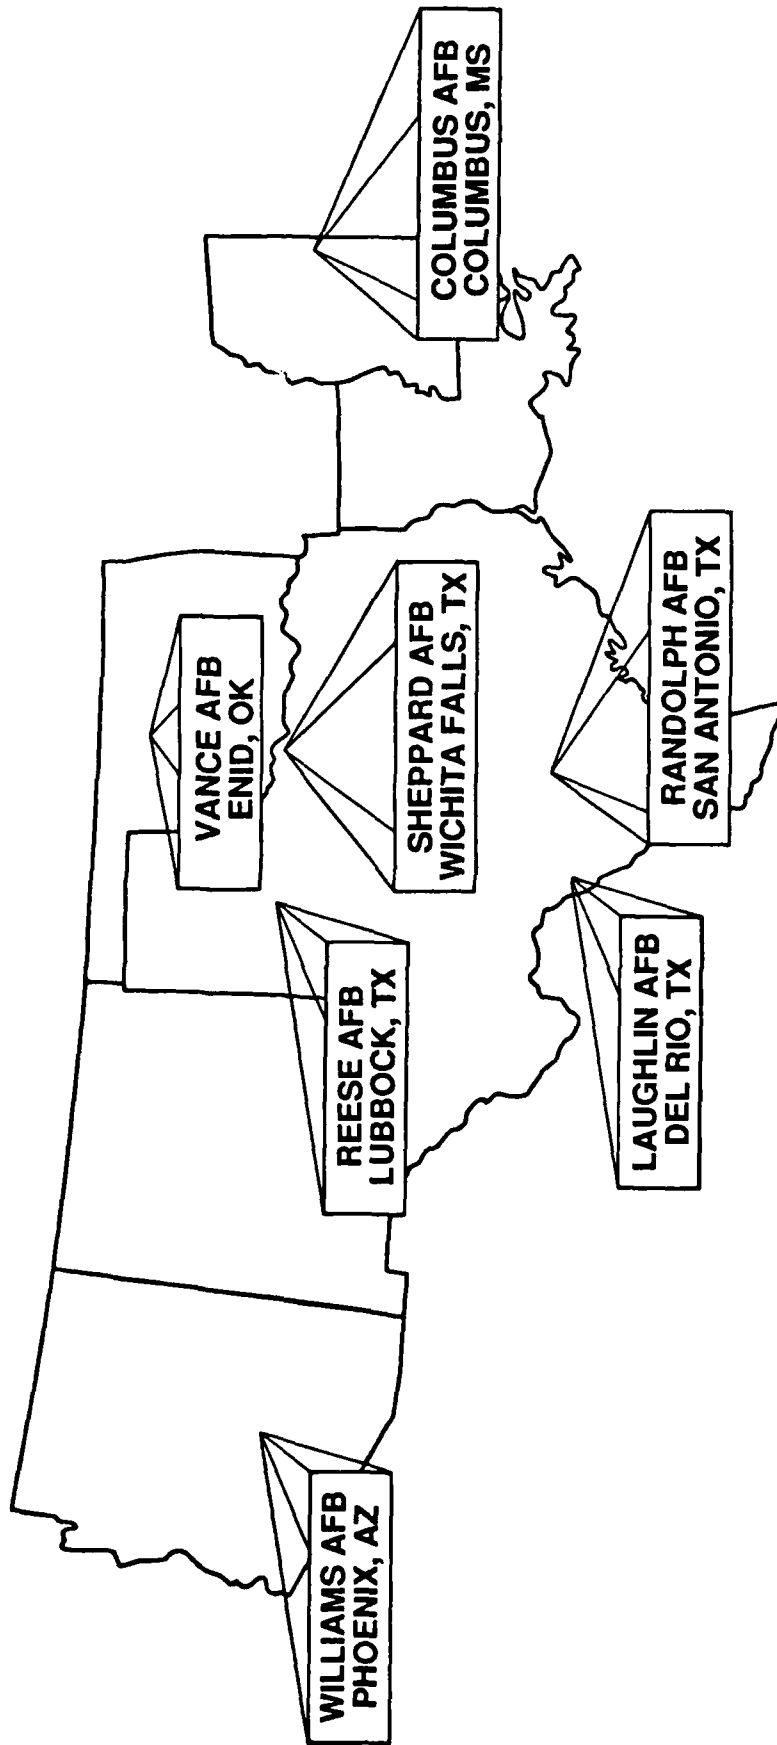 WILLIAMS AFB
PHOENIX, AZ
REESE AFB
LUBBOCK, TX
VANCE AFB
ENID, OK
SHEPPARD AFB
WICHITA FALLS, TX
LAUGHLIN AFB
DEL RIO, TX
RANDOLPH AFB
SAN ANTONIO, TX
COLUMBUS AFB
COLUMBUS, MS